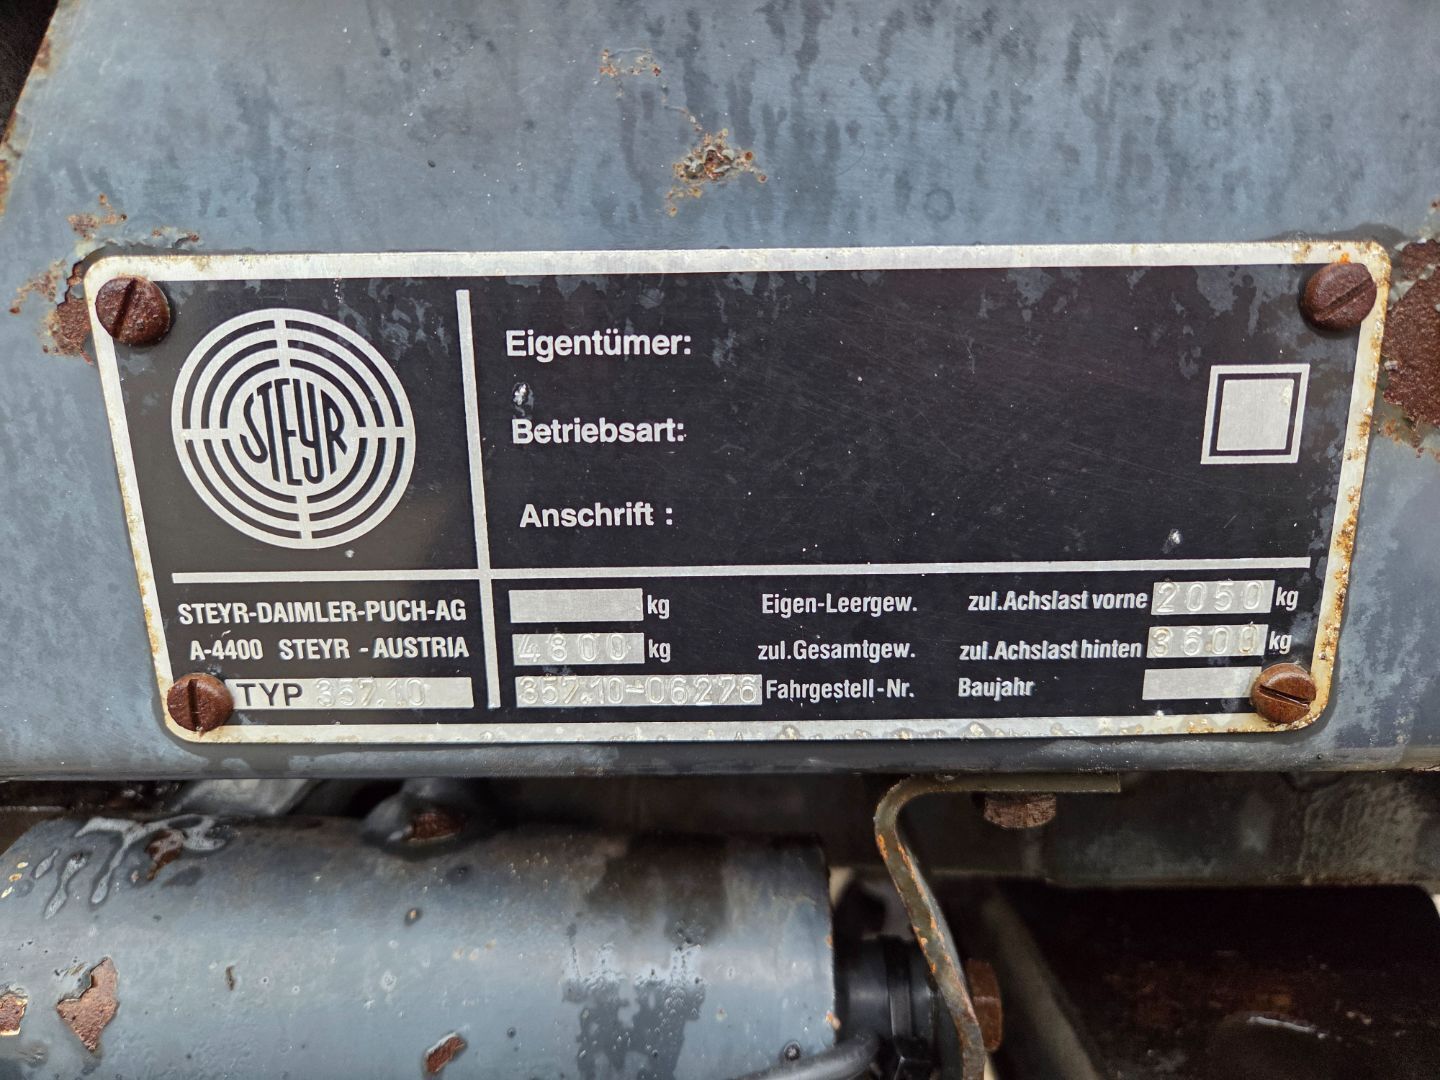 STEYR
Eigentümer:
Betriebsart:
Anschrift :
STEYR-DAIMLER-PUCH-AG
A-4400 STEYR - AUSTRIA
TYP 357.10
kg Eigen-Leergew. zul.Achslast vorne 2050 kg
4800 kg zul.Gesamtgew. zul.Achslast hinten 3600 kg
357.10-06276 Fahrgestell-Nr. Baujahr